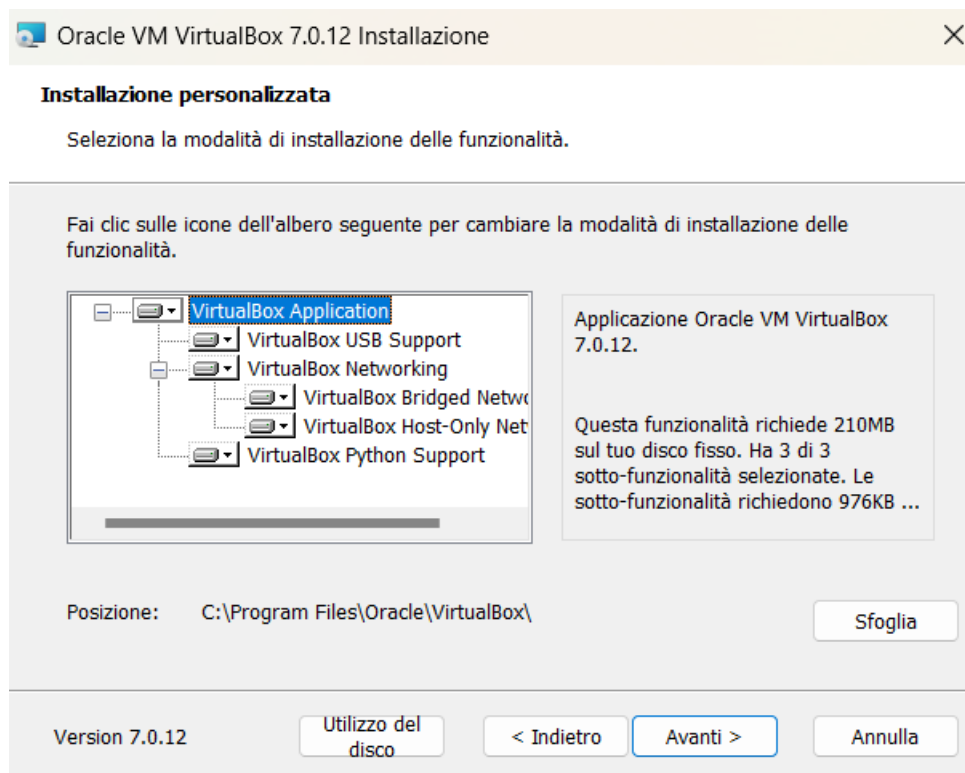 Oracle VM VirtualBox 7.0.12 Installazione
Installazione personalizzata
Seleziona la modalità di installazione delle funzionalità.
Fai clic sulle icone dell'albero seguente per cambiare la modalità di installazione delle
funzionalità.
VirtualBox Application
VirtualBox USB Support
VirtualBox Networking
VirtualBox Bridged Netwo
VirtualBox Host-Only Net
VirtualBox Python Support
Applicazione Oracle VM VirtualBox
7.0.12.
Questa funzionalità richiede 210MB
sul tuo disco fisso. Ha 3 di 3
sotto-funzionalità selezionate. Le
sotto-funzionalità richiedono 976KB ...
Posizione: C:\Program Files\Oracle\VirtualBox\
Sfoglia
Version 7.0.12
Utilizzo del
disco
< Indietro
Avanti >
Annulla